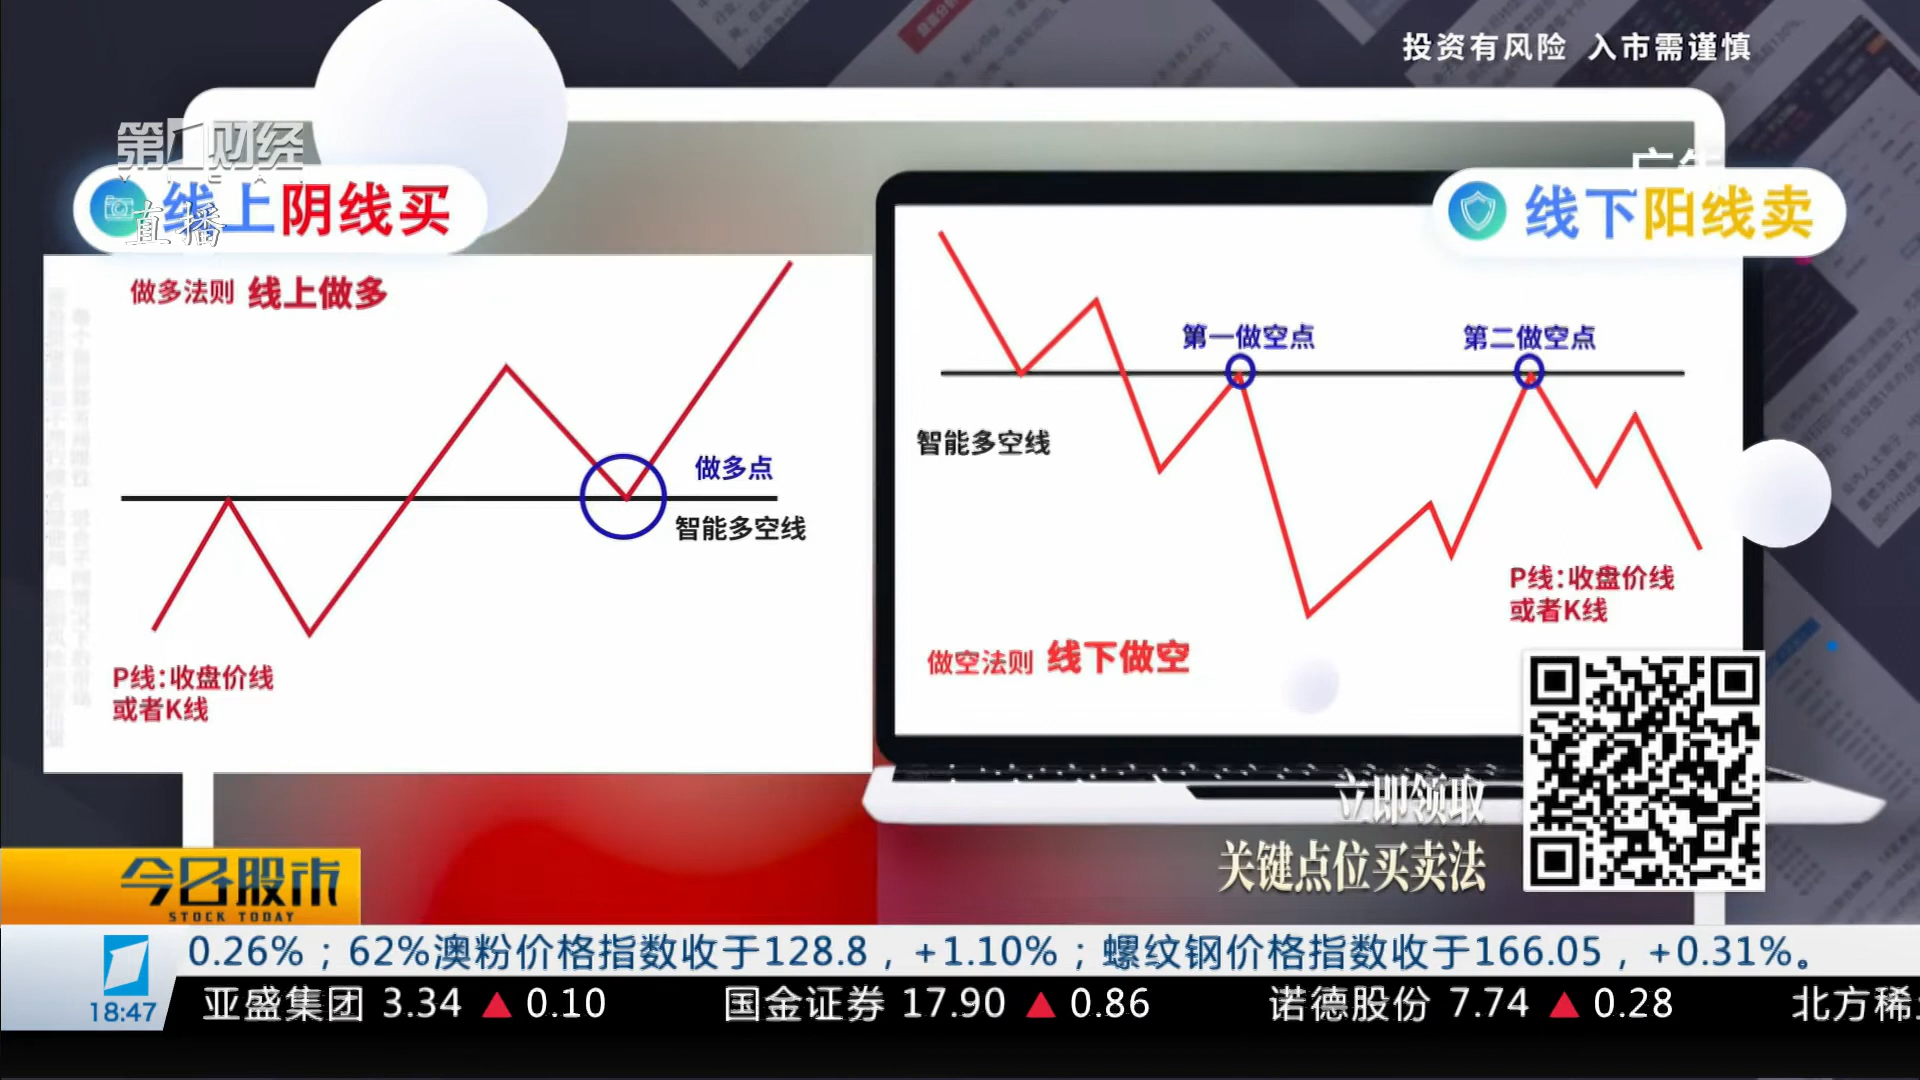 投资有风险 入市需谨慎
第一财经
广告
直播
线上阴线买
线下阳线卖
做多法则 线上做多
做多点
智能多空线
P线:收盘价线
或者K线
第一做空点
第二做空点
智能多空线
P线:收盘价线
或者K线
做空法则 线下做空
立即领取
关键点位买卖法
今日股市
STOCK TODAY
0.26%；62%澳粉价格指数收于128.8，+1.10%；螺纹钢价格指数收于166.05，+0.31%。
18:47
亚盛集团 3.34 ▲ 0.10 国金证券 17.90 ▲ 0.86 诺德股份 7.74 ▲ 0.28 北方稀